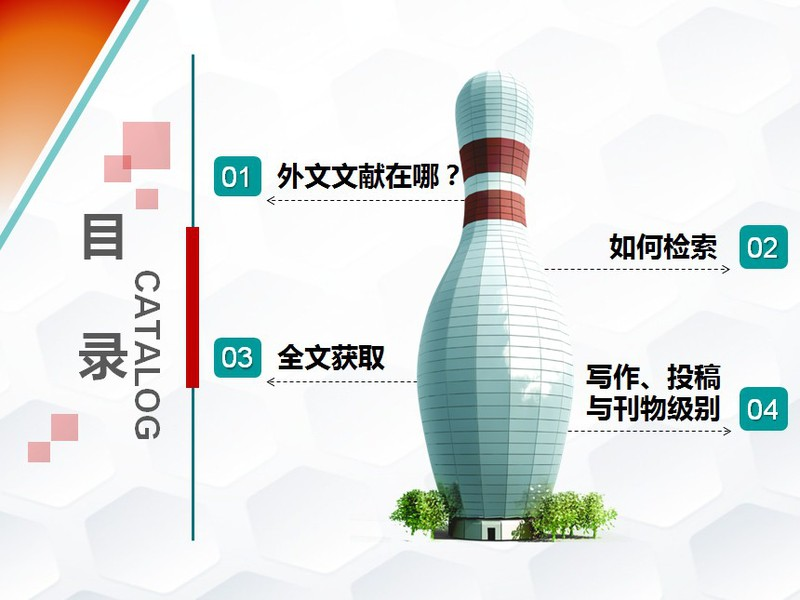 目录
CATALOG
01 外文文献在哪？
如何检索 02
03 全文获取
写作、投稿
与刊物级别 04